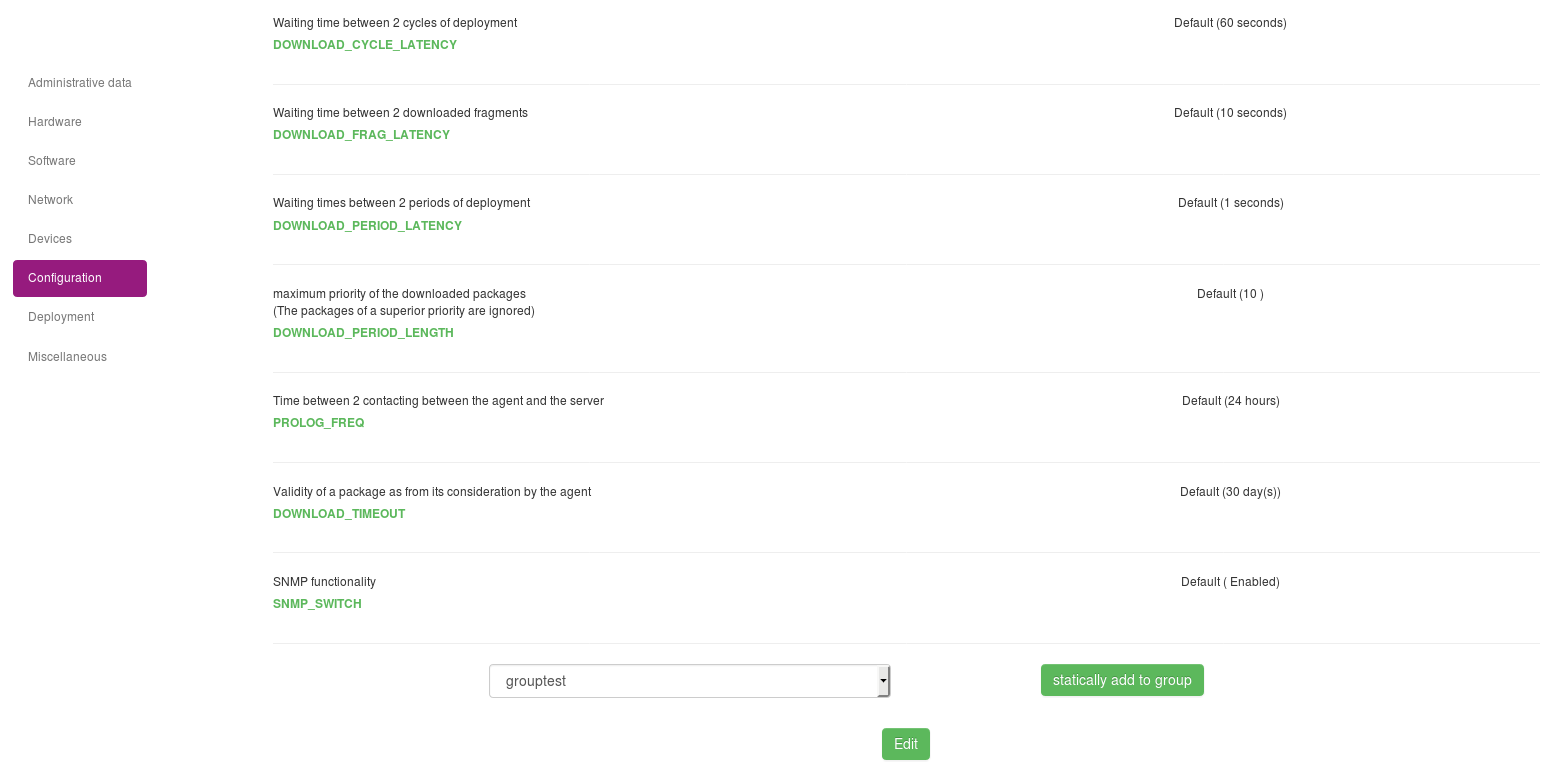 Administrative data
Hardware
Software
Network
Devices
Configuration
Deployment
Miscellaneous
Waiting time between 2 cycles of deployment
Default (60 seconds)
DOWNLOAD_CYCLE_LATENCY
Waiting time between 2 downloaded fragments
Default (10 seconds)
DOWNLOAD_FRAG_LATENCY
Waiting times between 2 periods of deployment
Default (1 seconds)
DOWNLOAD_PERIOD_LATENCY
maximum priority of the downloaded packages
Default (10 )
(The packages of a superior priority are ignored)
DOWNLOAD_PERIOD_LENGTH
Time between 2 contacting between the agent and the server
Default (24 hours)
PROLOG_FREQ
Validity of a package as from its consideration by the agent
Default (30 day(s))
DOWNLOAD_TIMEOUT
SNMP functionality
Default ( Enabled)
SNMP_SWITCH
grouptest
statically add to group
Edit